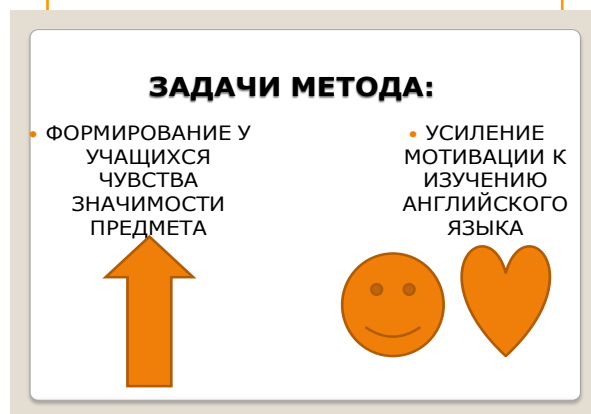 ЗАДАЧИ МЕТОДА:
• ФОРМИРОВАНИЕ У
УЧАЩИХСЯ
ЧУВСТВА
ЗНАЧИМОСТИ
ПРЕДМЕТА
• УСИЛЕНИЕ
МОТИВАЦИИ К
ИЗУЧЕНИЮ
АНГЛИЙСКОГО
ЯЗЫКА